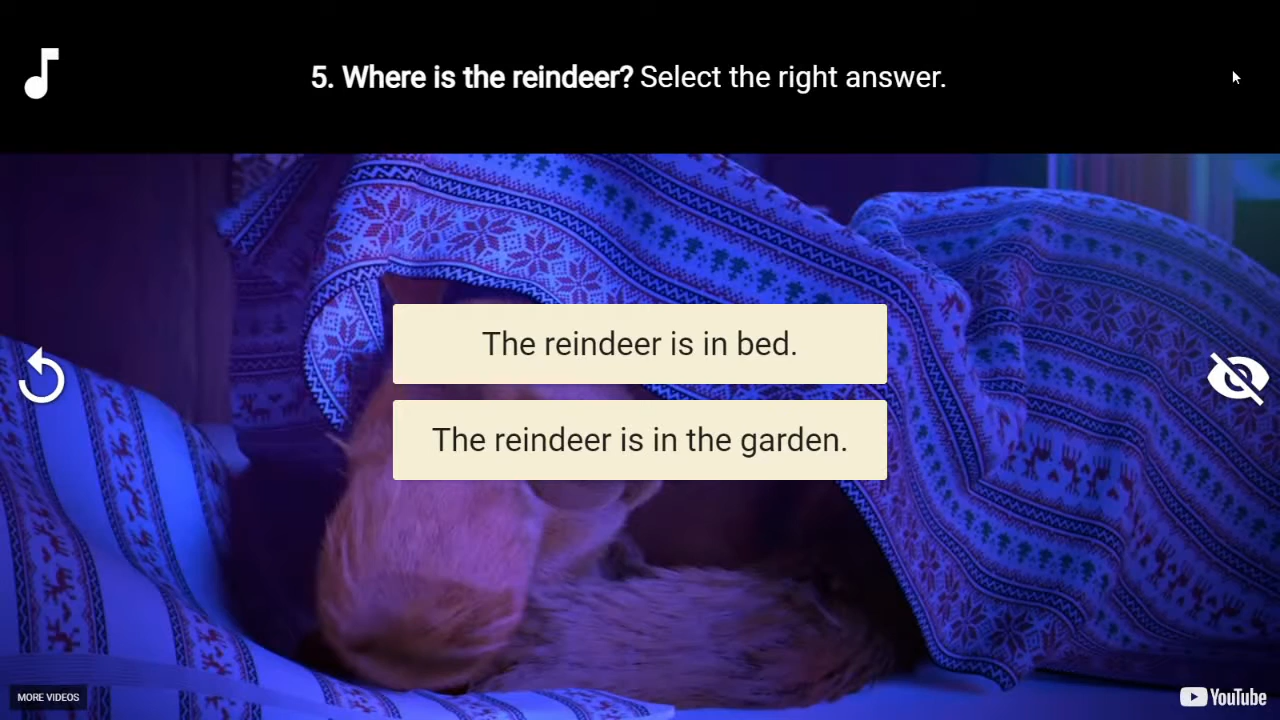 5. Where is the reindeer? Select the right answer.
The reindeer is in bed.
The reindeer is in the garden.
MORE VIDEOS
YouTube